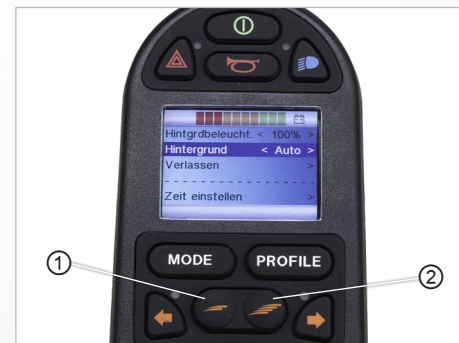 Hintgrdbeleucht. < 100% >
Hintergrund < Auto >
Verlassen >
Zeit einstellen >
MODE PROFILE
1 2